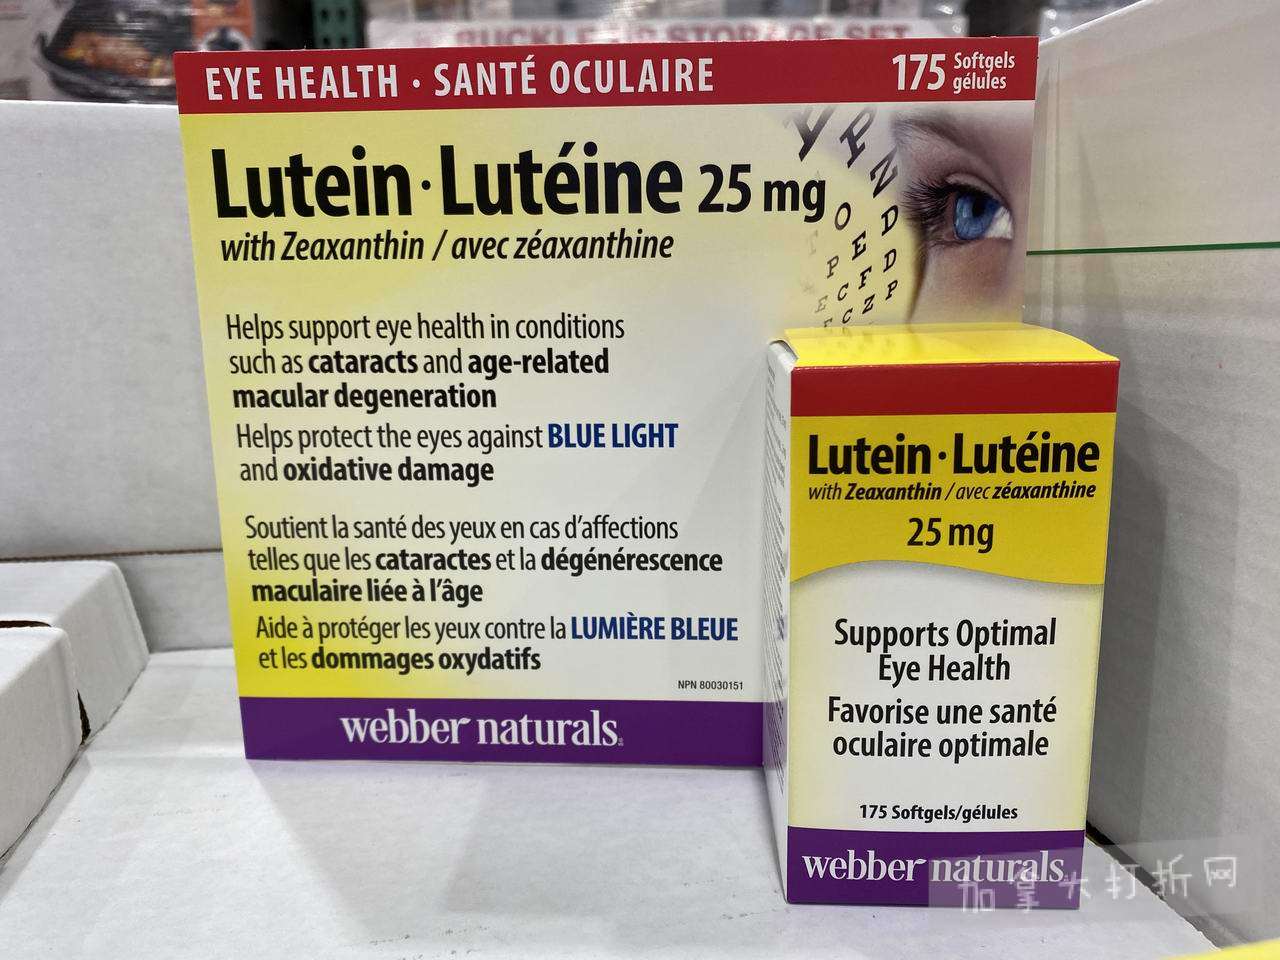 BUCKLE UP STORAGE SET
EYE HEALTH · SANTÉ OCULAIRE
175 Softgels
gélules
Lutein · Lutéine 25 mg
with Zeaxanthin / avec zéaxanthine
Helps support eye health in conditions
such as cataracts and age-related
macular degeneration
Helps protect the eyes against BLUE LIGHT
and oxidative damage
Soutient la santé des yeux en cas d'affections
telles que les cataractes et la dégénérescence
maculaire liée à l'âge
Aide à protéger les yeux contre la LUMIÈRE BLEUE
et les dommages oxydatifs
NPN 80030151
webber naturals
Lutein · Lutéine
with Zeaxanthin / avec zéaxanthine
25 mg
Supports Optimal
Eye Health
Favorise une santé
oculaire optimale
175 Softgels/gélules
webber naturals
加拿大打折网